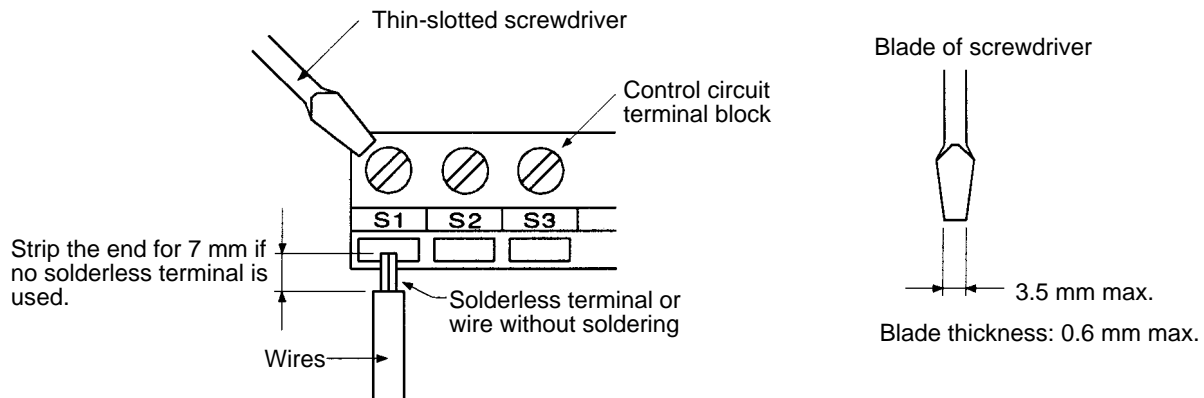 Thin-slotted screwdriver
Blade of screwdriver
Control circuit
terminal block
S1 S2 S3
Strip the end for 7 mm if
no solderless terminal is
used.
Solderless terminal or
wire without soldering
Wires
3.5 mm max.
Blade thickness: 0.6 mm max.